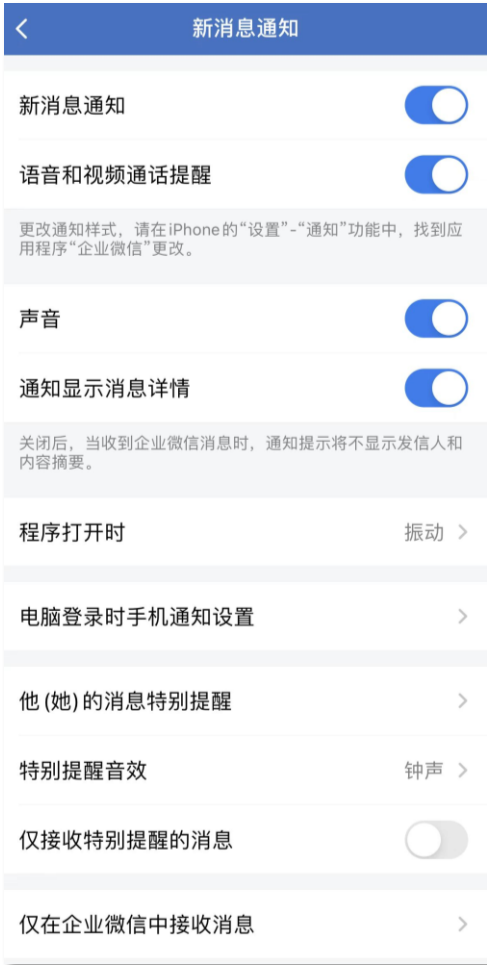 新消息通知
新消息通知
语音和视频通话提醒
更改通知样式，请在iPhone的“设置”-“通知”功能中，找到应
用程序“企业微信”更改。
声音
通知显示消息详情
关闭后，当收到企业微信消息时，通知提示将不显示发信人和
内容摘要。
程序打开时 振动
电脑登录时手机通知设置
他(她)的消息特别提醒
特别提醒音效 钟声
仅接收特别提醒的消息
仅在企业微信中接收消息